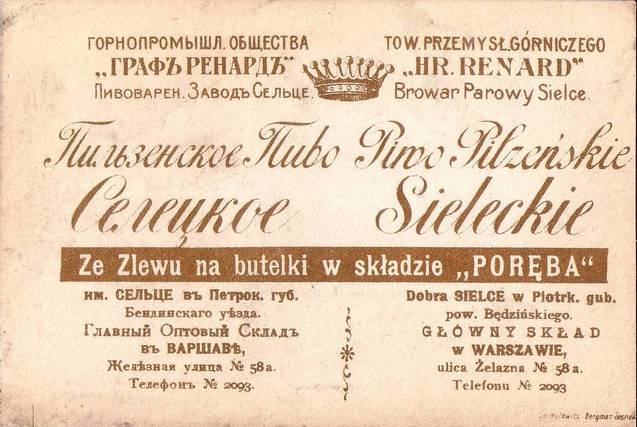 ГОРНОПРОМЫШЛ. ОБЩЕСТВА
„ГРАФЪ РЕНАРДЪ“
ПИВОВАРЕН. ЗАВОДЪ СЕЛЬЦЕ.
TOW. PRZEMYSŁ. GÓRNICZEGO
„HR. RENARD“
Browar Parowy Sielce.
Пильзенское Пиво Piwo Pilzeńskie
Селецкое Sieleckie
Ze Zlewu na butelki w składzie „PORĘBA“
им. СЕЛЬЦЕ въ Петрок. губ.
Бендинскаго уѣзда.
Главный Оптовый Складъ
въ ВАРШАВѢ,
Желѣзная улица № 58а.
Телефонъ № 2093.
Dobra SIELCE w Piotrk. gub.
pow. Będzińskiego.
GŁÓWNY SKŁAD
w WARSZAWIE,
ulica Żelazna № 58a.
Telefonu № 2093